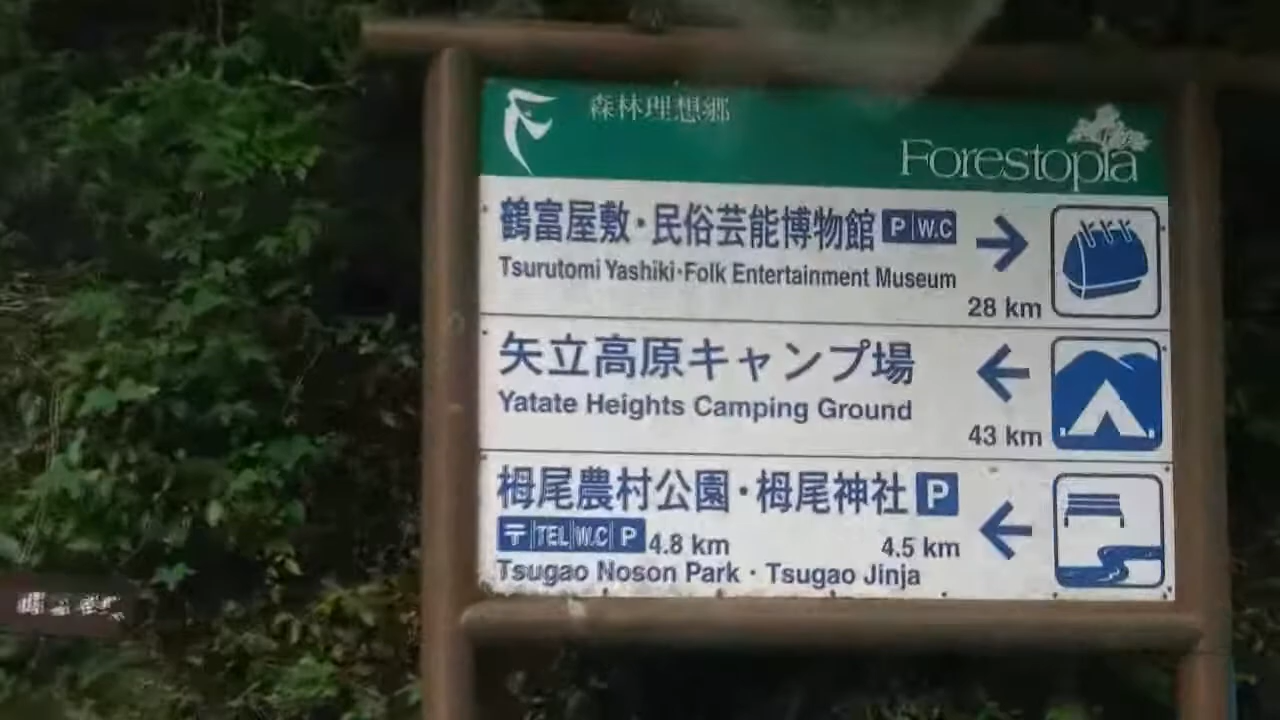 森林理想郷
Forestopia
鶴富屋敷・民俗芸能博物館 P W.C
Tsurutomi Yashiki・Folk Entertainment Museum
28 km
矢立高原キャンプ場
Yatate Heights Camping Ground
43 km
栂尾農村公園・栂尾神社 P
〒 TEL W.C P 4.8 km 4.5 km
Tsugao Noson Park・Tsugao Jinja